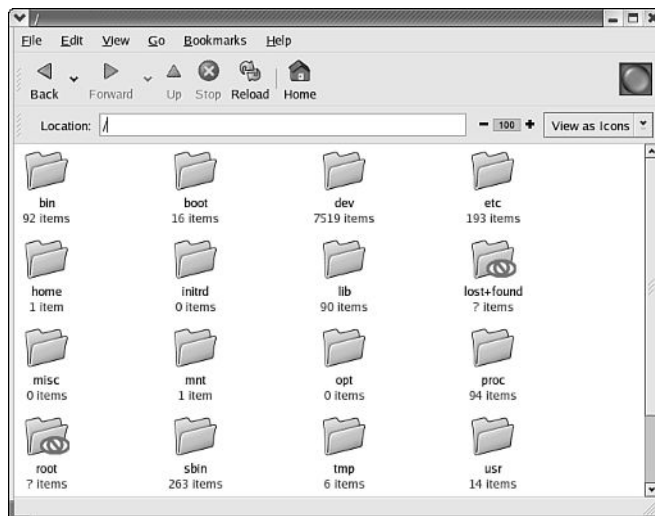 /
File Edit View Go Bookmarks Help
Back Forward Up Stop Reload Home
Location: / 100 View as Icons
bin boot dev etc
92 items 16 items 7519 items 193 items
home initrd lib lost+found
1 item 0 items 90 items ? items
misc mnt opt proc
0 items 1 item 0 items 94 items
root sbin tmp usr
? items 263 items 6 items 14 items